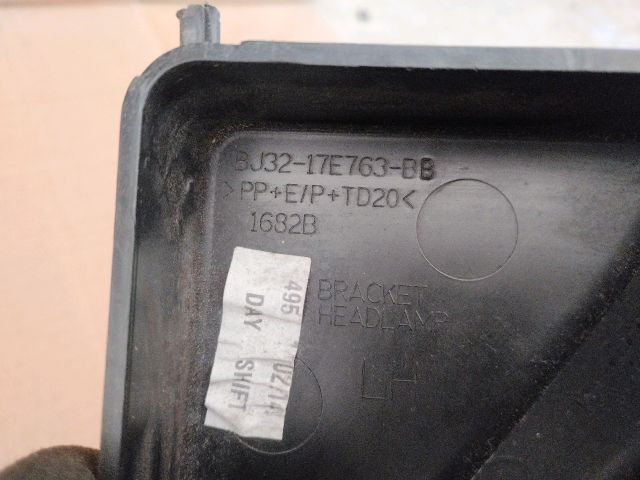 BJ32-17E763-BB
>PP+E/P+TD20<
1682B
BRACKET
HEADLAMP
LH
495
DAY SHIFT